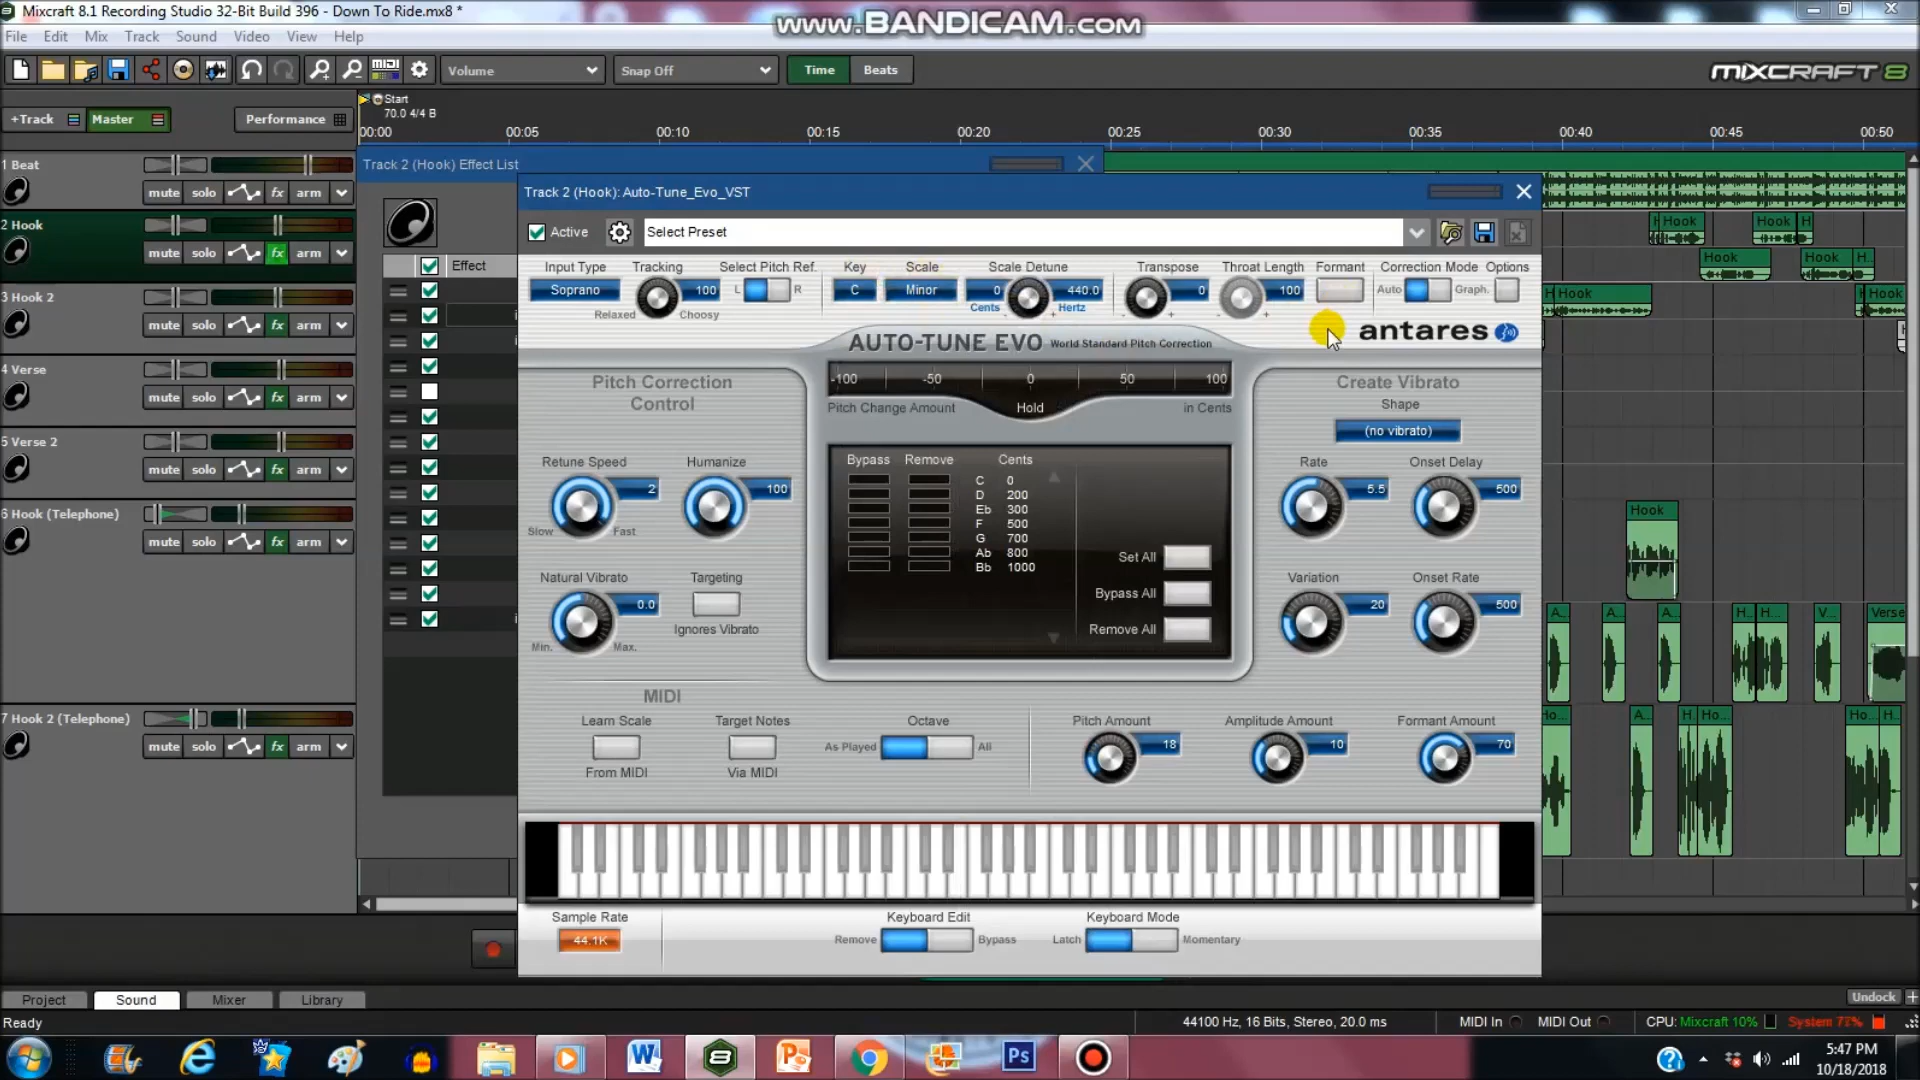 Mixcraft 8.1 Recording Studio 32-Bit Build 396 - Down To Ride.mx8 *
www.BANDICAM.com
File Edit Mix Track Sound Video View Help
MIDI Volume Snap Off Time Beats MIXCRAFT 8
+Track Master Performance
Start
70.0 4/4 B
00:00 00:05 00:10 00:15 00:20 00:25 00:30 00:35 00:40 00:45 00:50
1 Beat
mute solo fx arm
2 Hook
mute solo fx arm
3 Hook 2
mute solo fx arm
4 Verse
mute solo fx arm
5 Verse 2
mute solo fx arm
6 Hook (Telephone)
mute solo fx arm
7 Hook 2 (Telephone)
mute solo fx arm
Track 2 (Hook) Effect List
Effect
Track 2 (Hook): Auto-Tune_Evo_VST
Active Select Preset
Input Type Tracking Select Pitch Ref. Key Scale Scale Detune Transpose Throat Length Formant Correction Mode Options
Soprano 100 L R C Minor 0 440.0 0 100 Auto Graph.
Relaxed Choosy Cents - + Hertz - + - +
AUTO-TUNE EVO World Standard Pitch Correction antares
-100 -50 0 50 100
Pitch Change Amount Hold in Cents
Pitch Correction
Control
Retune Speed Humanize
2 100
Slow Fast
Natural Vibrato Targeting
0.0
Min. Max. Ignores Vibrato
Bypass Remove Cents
C 0
D 200
Eb 300
F 500
G 700
Ab 800
Bb 1000
Set All
Bypass All
Remove All
Create Vibrato
Shape
(no vibrato)
Rate Onset Delay
5.5 500
Variation Onset Rate
20 500
MIDI
Learn Scale Target Notes Octave Pitch Amount Amplitude Amount Formant Amount
As Played All 18 10 70
From MIDI Via MIDI
Sample Rate Keyboard Edit Keyboard Mode
44.1K Remove Bypass Latch Momentary
H Hook Hook H
Hook Hook H..
H Hook H Hook
Hook
A.. A.. A.. H.. H... V... Verse
Ho... A... H. Ho... Ho... H..
Project Sound Mixer Library Undock +
Ready 44100 Hz, 16 Bits, Stereo, 20.0 ms MIDI In MIDI Out CPU: Mixcraft 10% System 77%
5:47 PM
10/18/2018